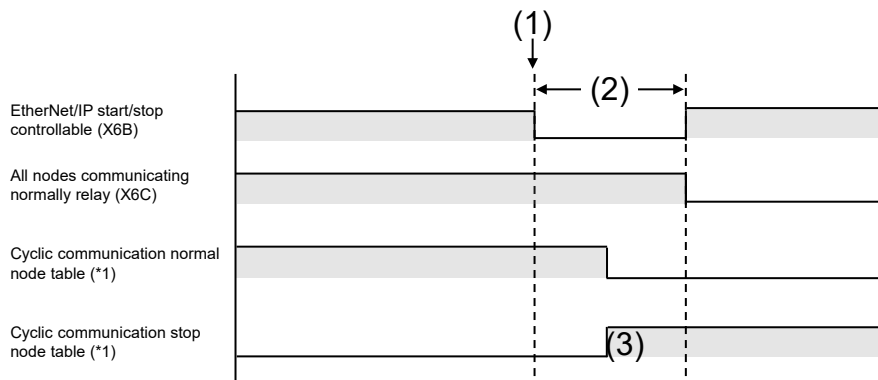 (1)
(2)
EtherNet/IP start/stop
controllable (X6B)
All nodes communicating
normally relay (X6C)
Cyclic communication normal
node table (*1)
Cyclic communication stop
node table (*1)
(3)